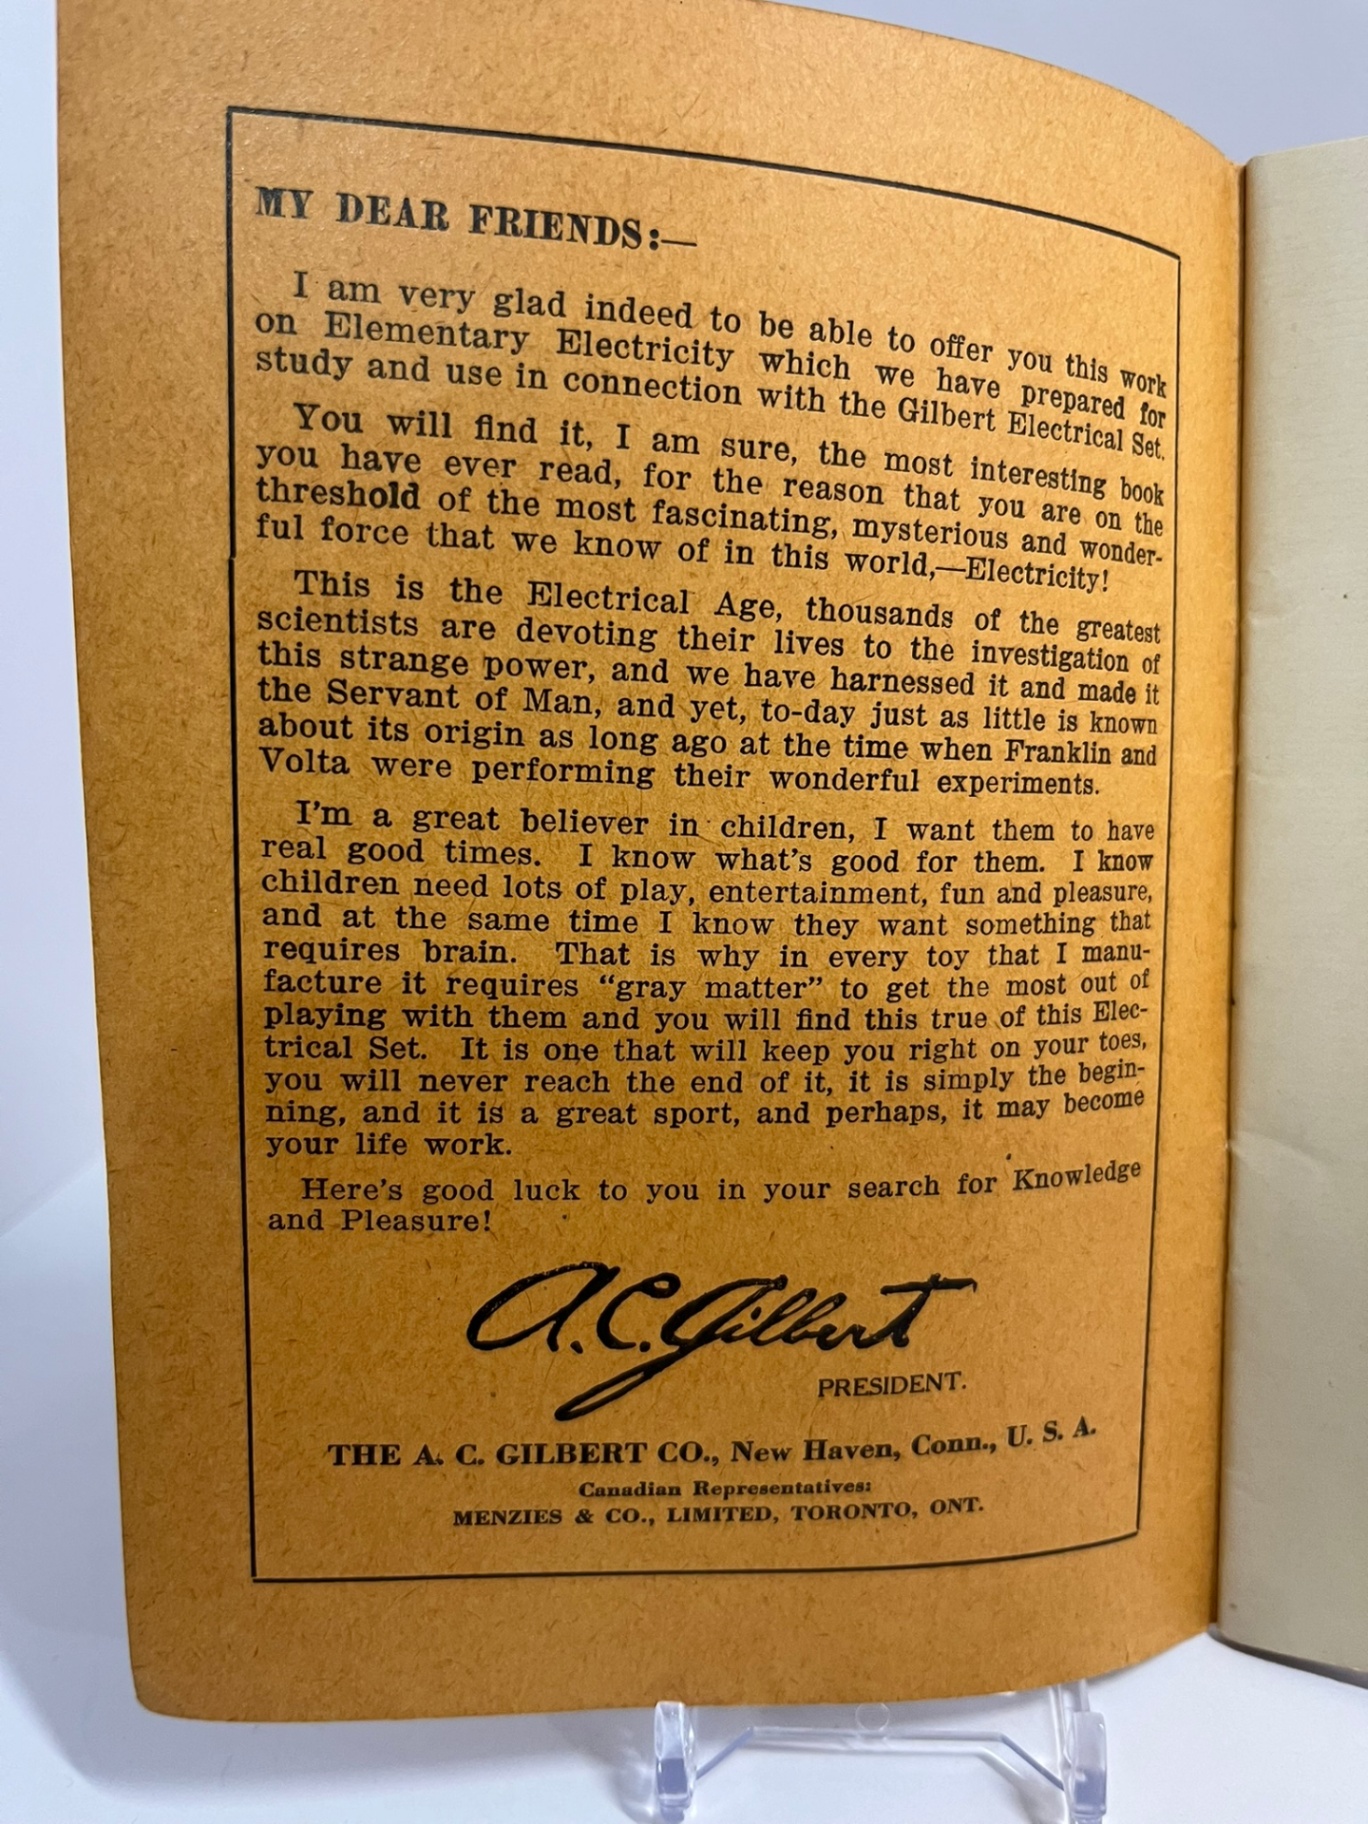 MY DEAR FRIENDS:—
I am very glad indeed to be able to offer you this work
on Elementary Electricity which we have prepared for
study and use in connection with the Gilbert Electrical Set.
You will find it, I am sure, the most interesting book
you have ever read, for the reason that you are on the
threshold of the most fascinating, mysterious and wonder-
ful force that we know of in this world,—Electricity!
This is the Electrical Age, thousands of the greatest
scientists are devoting their lives to the investigation of
this strange power, and we have harnessed it and made it
the Servant of Man, and yet, to-day just as little is known
about its origin as long ago at the time when Franklin and
Volta were performing their wonderful experiments.
I'm a great believer in children, I want them to have
real good times. I know what's good for them. I know
children need lots of play, entertainment, fun and pleasure,
and at the same time I know they want something that
requires brain. That is why in every toy that I manu-
facture it requires “gray matter” to get the most out of
playing with them and you will find this true of this Elec-
trical Set. It is one that will keep you right on your toes,
you will never reach the end of it, it is simply the begin-
ning, and it is a great sport, and perhaps, it may become
your life work.
Here's good luck to you in your search for Knowledge
and Pleasure!
A. C. Gilbert
PRESIDENT.
THE A. C. GILBERT CO., New Haven, Conn., U. S. A.
Canadian Representatives:
MENZIES & CO., LIMITED, TORONTO, ONT.